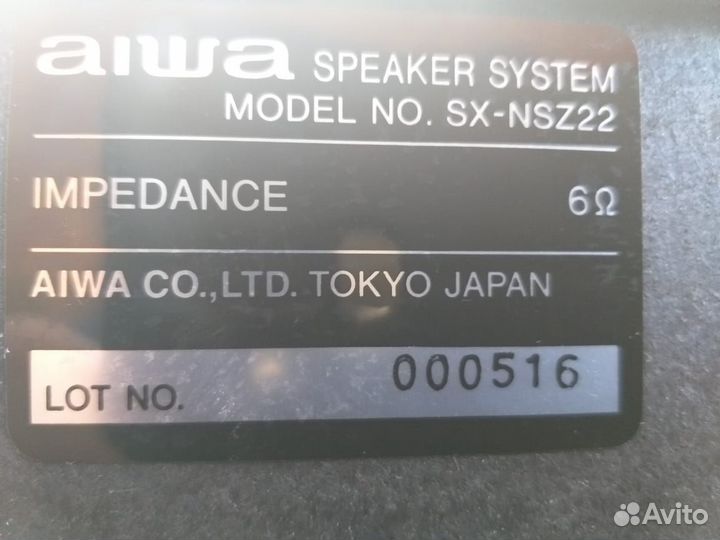 aiwa SPEAKER SYSTEM
MODEL NO. SX-NSZ22
IMPEDANCE 6Ω
AIWA CO.,LTD. TOKYO JAPAN
LOT NO. 000516
Avito